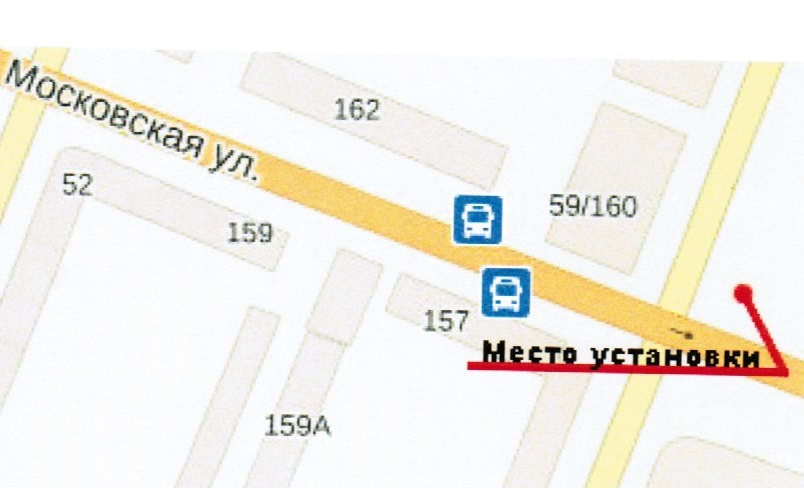 Московская ул.
162
52
159
59/160
157
Место установки
159А